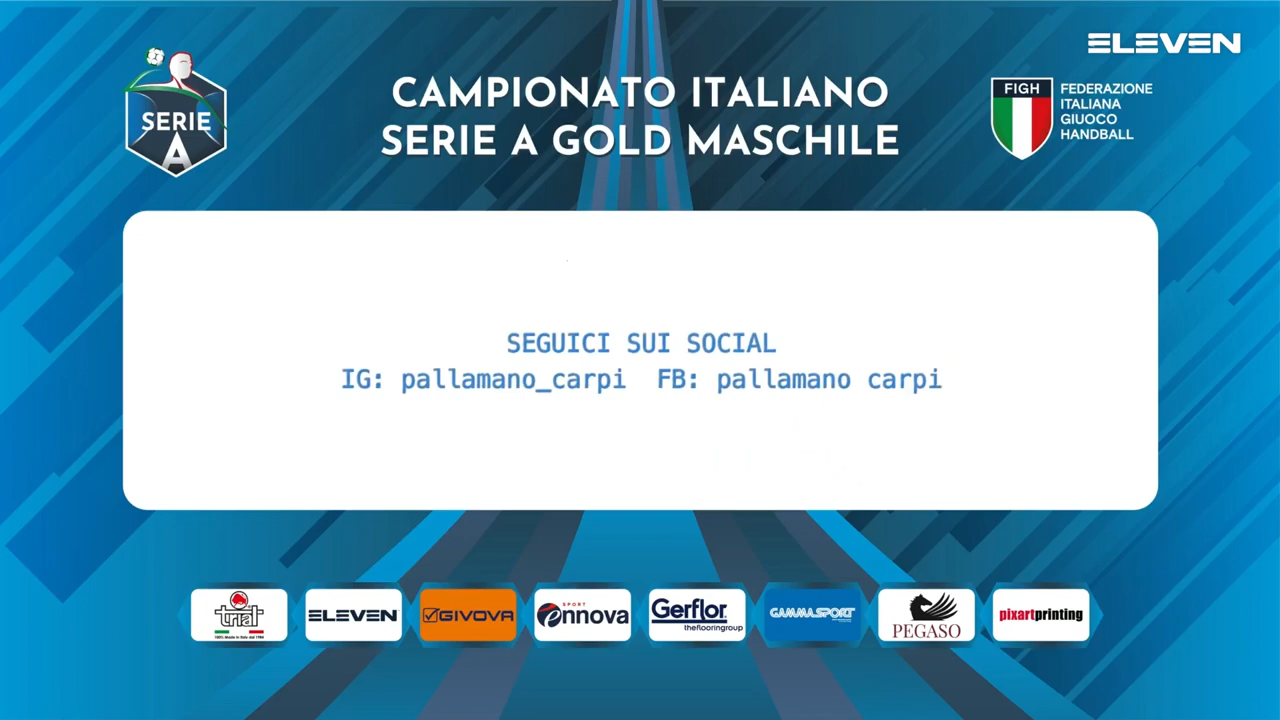 ELEVEN
SERIE
A
CAMPIONATO ITALIANO
SERIE A GOLD MASCHILE
FIGH
FEDERAZIONE
ITALIANA
GIUOCO
HANDBALL
SEGUICI SUI SOCIAL
IG: pallamano_carpi FB: pallamano carpi
trial
ELEVEN
GIVOVA
SPORT
ennova
Gerflor
theflooringgroup
GAMMASPORT
PEGASO
pixartprinting